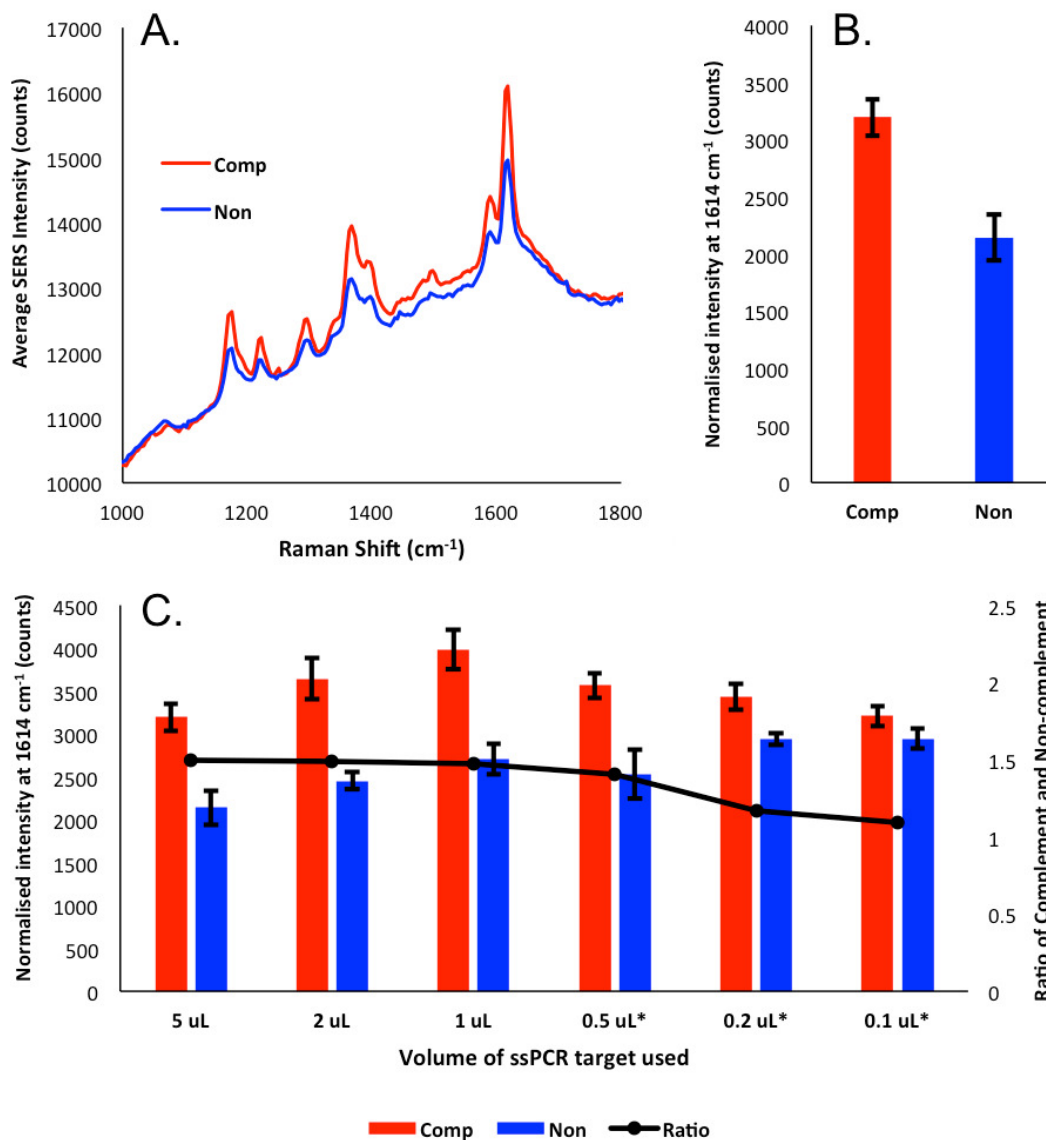 A.
Average SERS Intensity (counts)
17000
16000
15000
14000
13000
12000
11000
10000
Comp
Non
1000
1200
1400
1600
1800
Raman Shift (cm⁻¹)
B.
Normalised intensity at 1614 cm⁻¹ (counts)
4000
3500
3000
2500
2000
1500
1000
500
0
Comp
Non
C.
Normalised intensity at 1614 cm⁻¹ (counts)
4500
4000
3500
3000
2500
2000
1500
1000
500
0
2.5
2
1.5
1
0.5
0
Ratio of Complement and Non-complement
5 uL
2 uL
1 uL
0.5 uL*
0.2 uL*
0.1 uL*
Volume of ssPCR target used
Comp
Non
Ratio